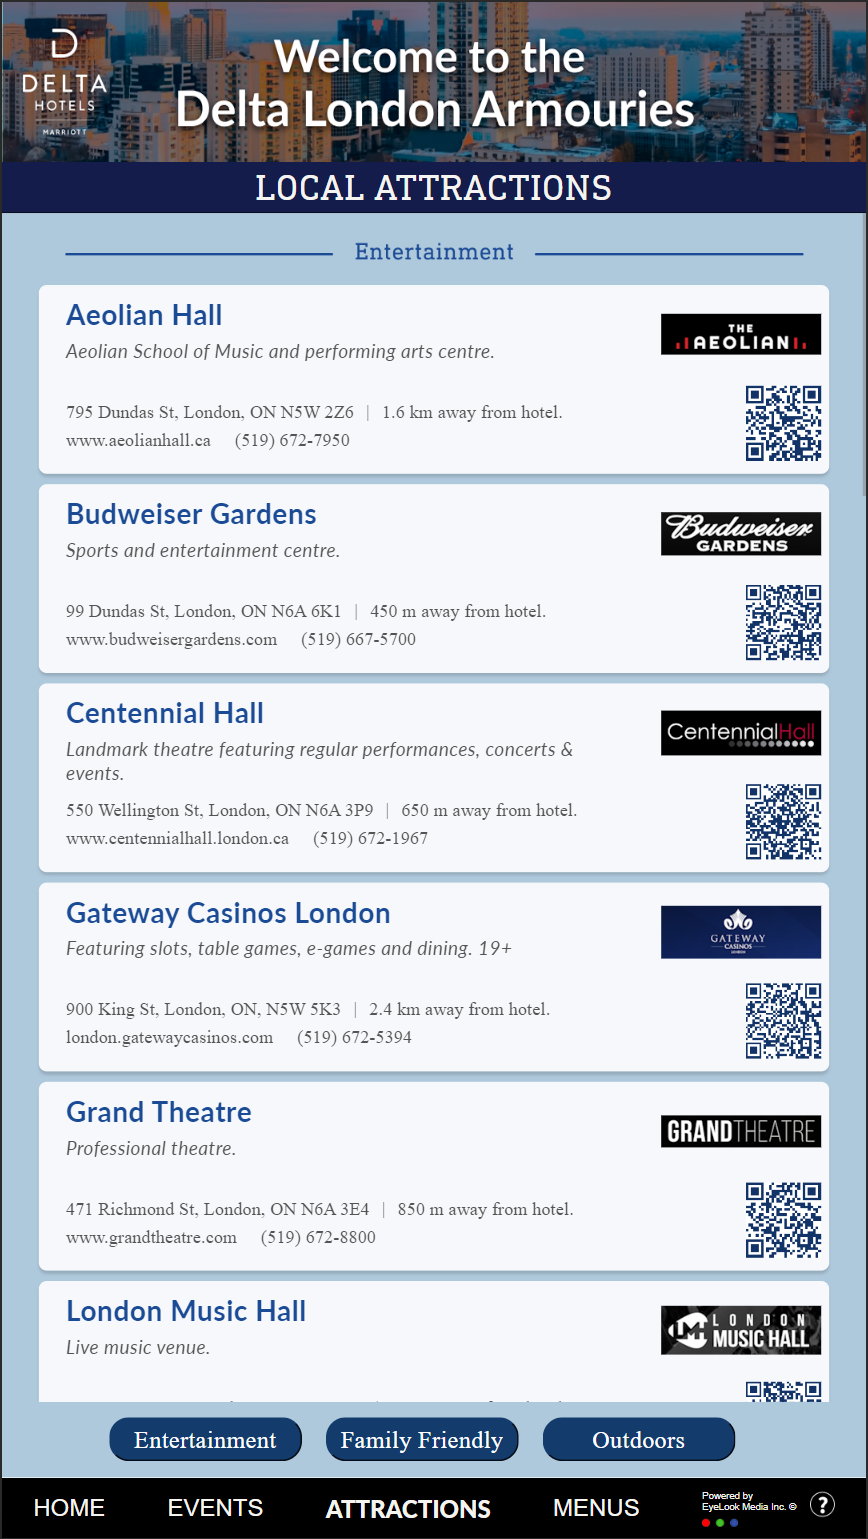 DELTA
HOTELS
MARRIOTT
Welcome to the
Delta London Armouries
LOCAL ATTRACTIONS
Entertainment
Aeolian Hall
Aeolian School of Music and performing arts centre.
795 Dundas St, London, ON N5W 2Z6 | 1.6 km away from hotel.
www.aeolianhall.ca (519) 672-7950
THE
AEOLIAN
Budweiser Gardens
Sports and entertainment centre.
99 Dundas St, London, ON N6A 6K1 | 450 m away from hotel.
www.budweisergardens.com (519) 667-5700
Budweiser
GARDENS
Centennial Hall
Landmark theatre featuring regular performances, concerts &
events.
550 Wellington St, London, ON N6A 3P9 | 650 m away from hotel.
www.centennialhall.london.ca (519) 672-1967
CentennialHall
Gateway Casinos London
Featuring slots, table games, e-games and dining. 19+
900 King St, London, ON, N5W 5K3 | 2.4 km away from hotel.
london.gatewaycasinos.com (519) 672-5394
GATEWAY
CASINOS
Grand Theatre
Professional theatre.
471 Richmond St, London, ON N6A 3E4 | 850 m away from hotel.
www.grandtheatre.com (519) 672-8800
GRANDTHEATRE
London Music Hall
Live music venue.
LMH
LONDON
MUSIC HALL
Entertainment Family Friendly Outdoors
HOME EVENTS ATTRACTIONS MENUS
Powered by
EyeLook Media Inc. ©
?